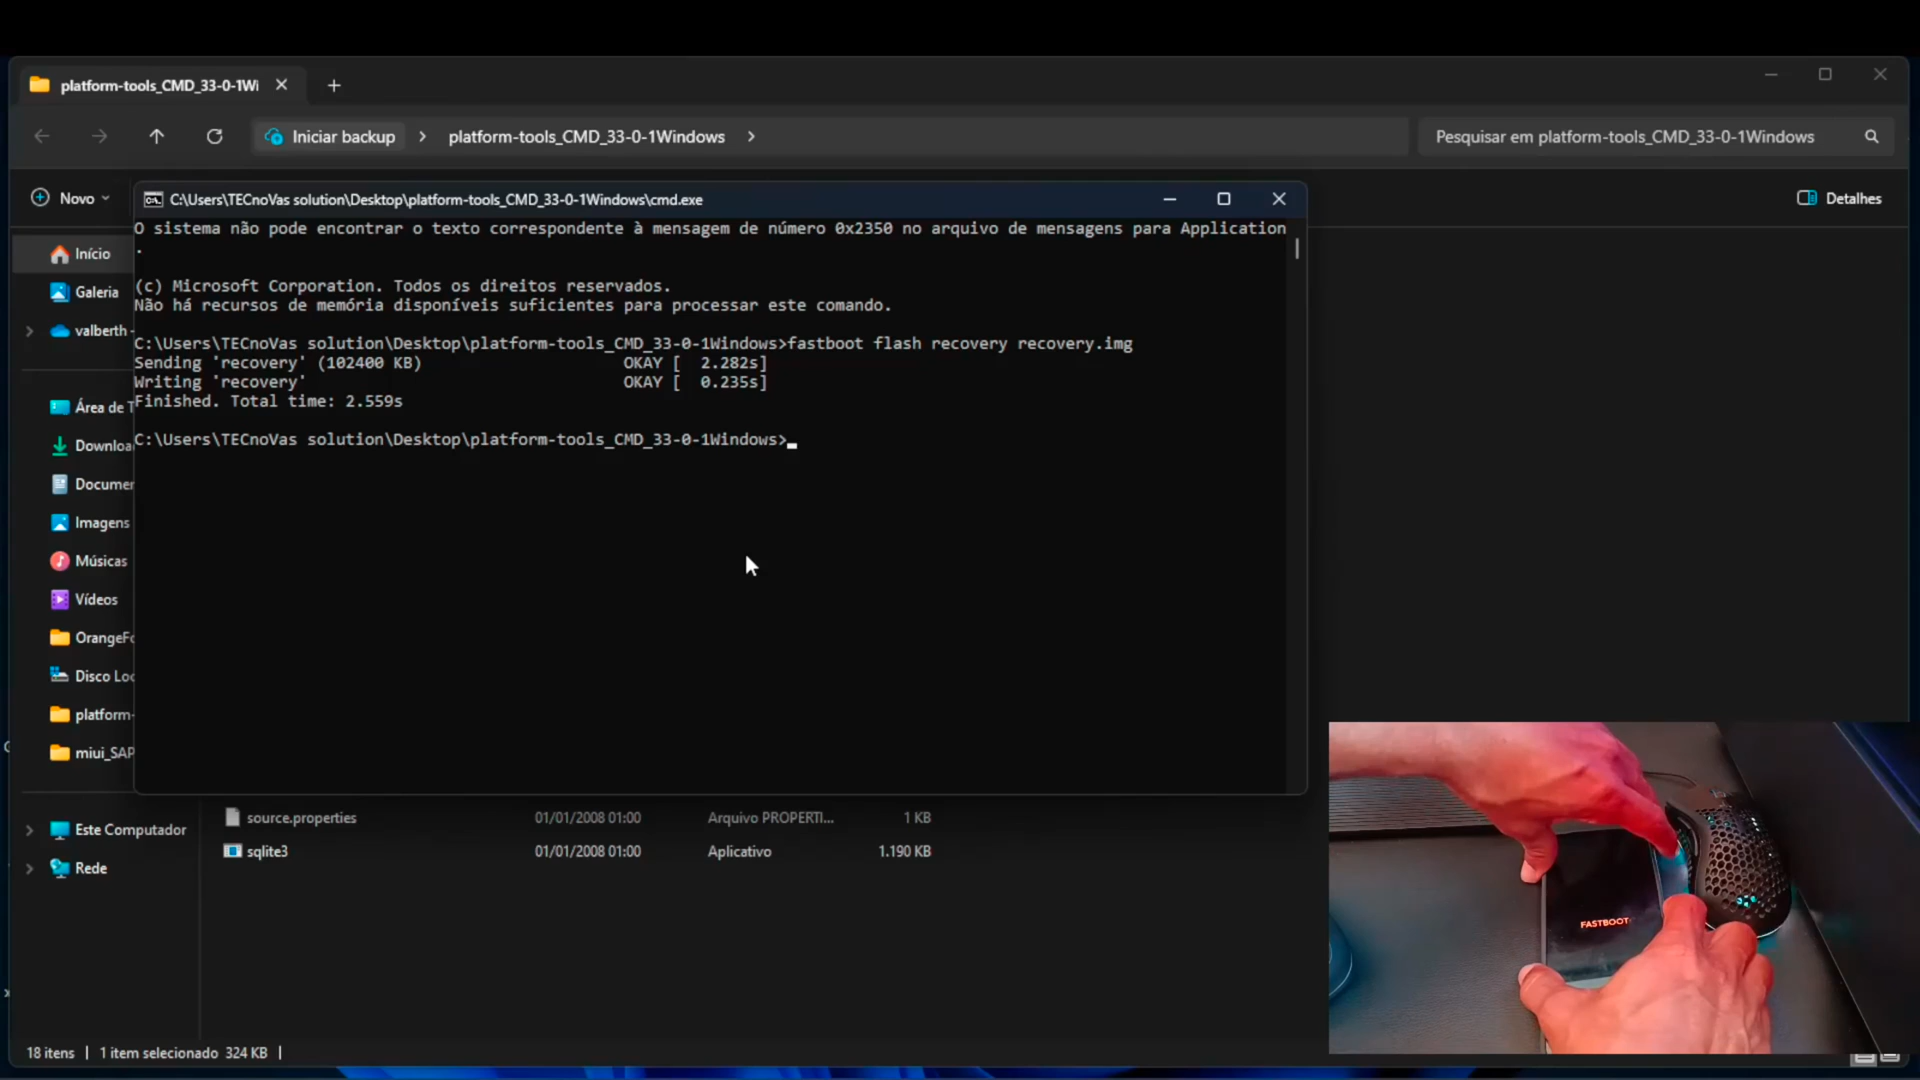 platform-tools_CMD_33-0-1Wi
Iniciar backup
platform-tools_CMD_33-0-1Windows
Pesquisar em platform-tools_CMD_33-0-1Windows
Novo
C:\Users\TECnoVas solution\Desktop\platform-tools_CMD_33-0-1Windows\cmd.exe
Detalhes
O sistema não pode encontrar o texto correspondente à mensagem de número 0x2350 no arquivo de mensagens para Application
.
(c) Microsoft Corporation. Todos os direitos reservados.
Não há recursos de memória disponíveis suficientes para processar este comando.
C:\Users\TECnoVas solution\Desktop\platform-tools_CMD_33-0-1Windows>fastboot flash recovery recovery.img
Sending 'recovery' (102400 KB) OKAY [ 2.282s]
Writing 'recovery' OKAY [ 0.235s]
Finished. Total time: 2.559s
C:\Users\TECnoVas solution\Desktop\platform-tools_CMD_33-0-1Windows>
Início
Galeria
valberth -
Área de T
Downloa
Documen
Imagens
Músicas
Vídeos
OrangeFo
Disco Loc
platform-
miui_SAP
Este Computador
Rede
source.properties 01/01/2008 01:00 Arquivo PROPERTI... 1 KB
sqlite3 01/01/2008 01:00 Aplicativo 1.190 KB
FASTBOOT
18 itens | 1 item selecionado 324 KB |